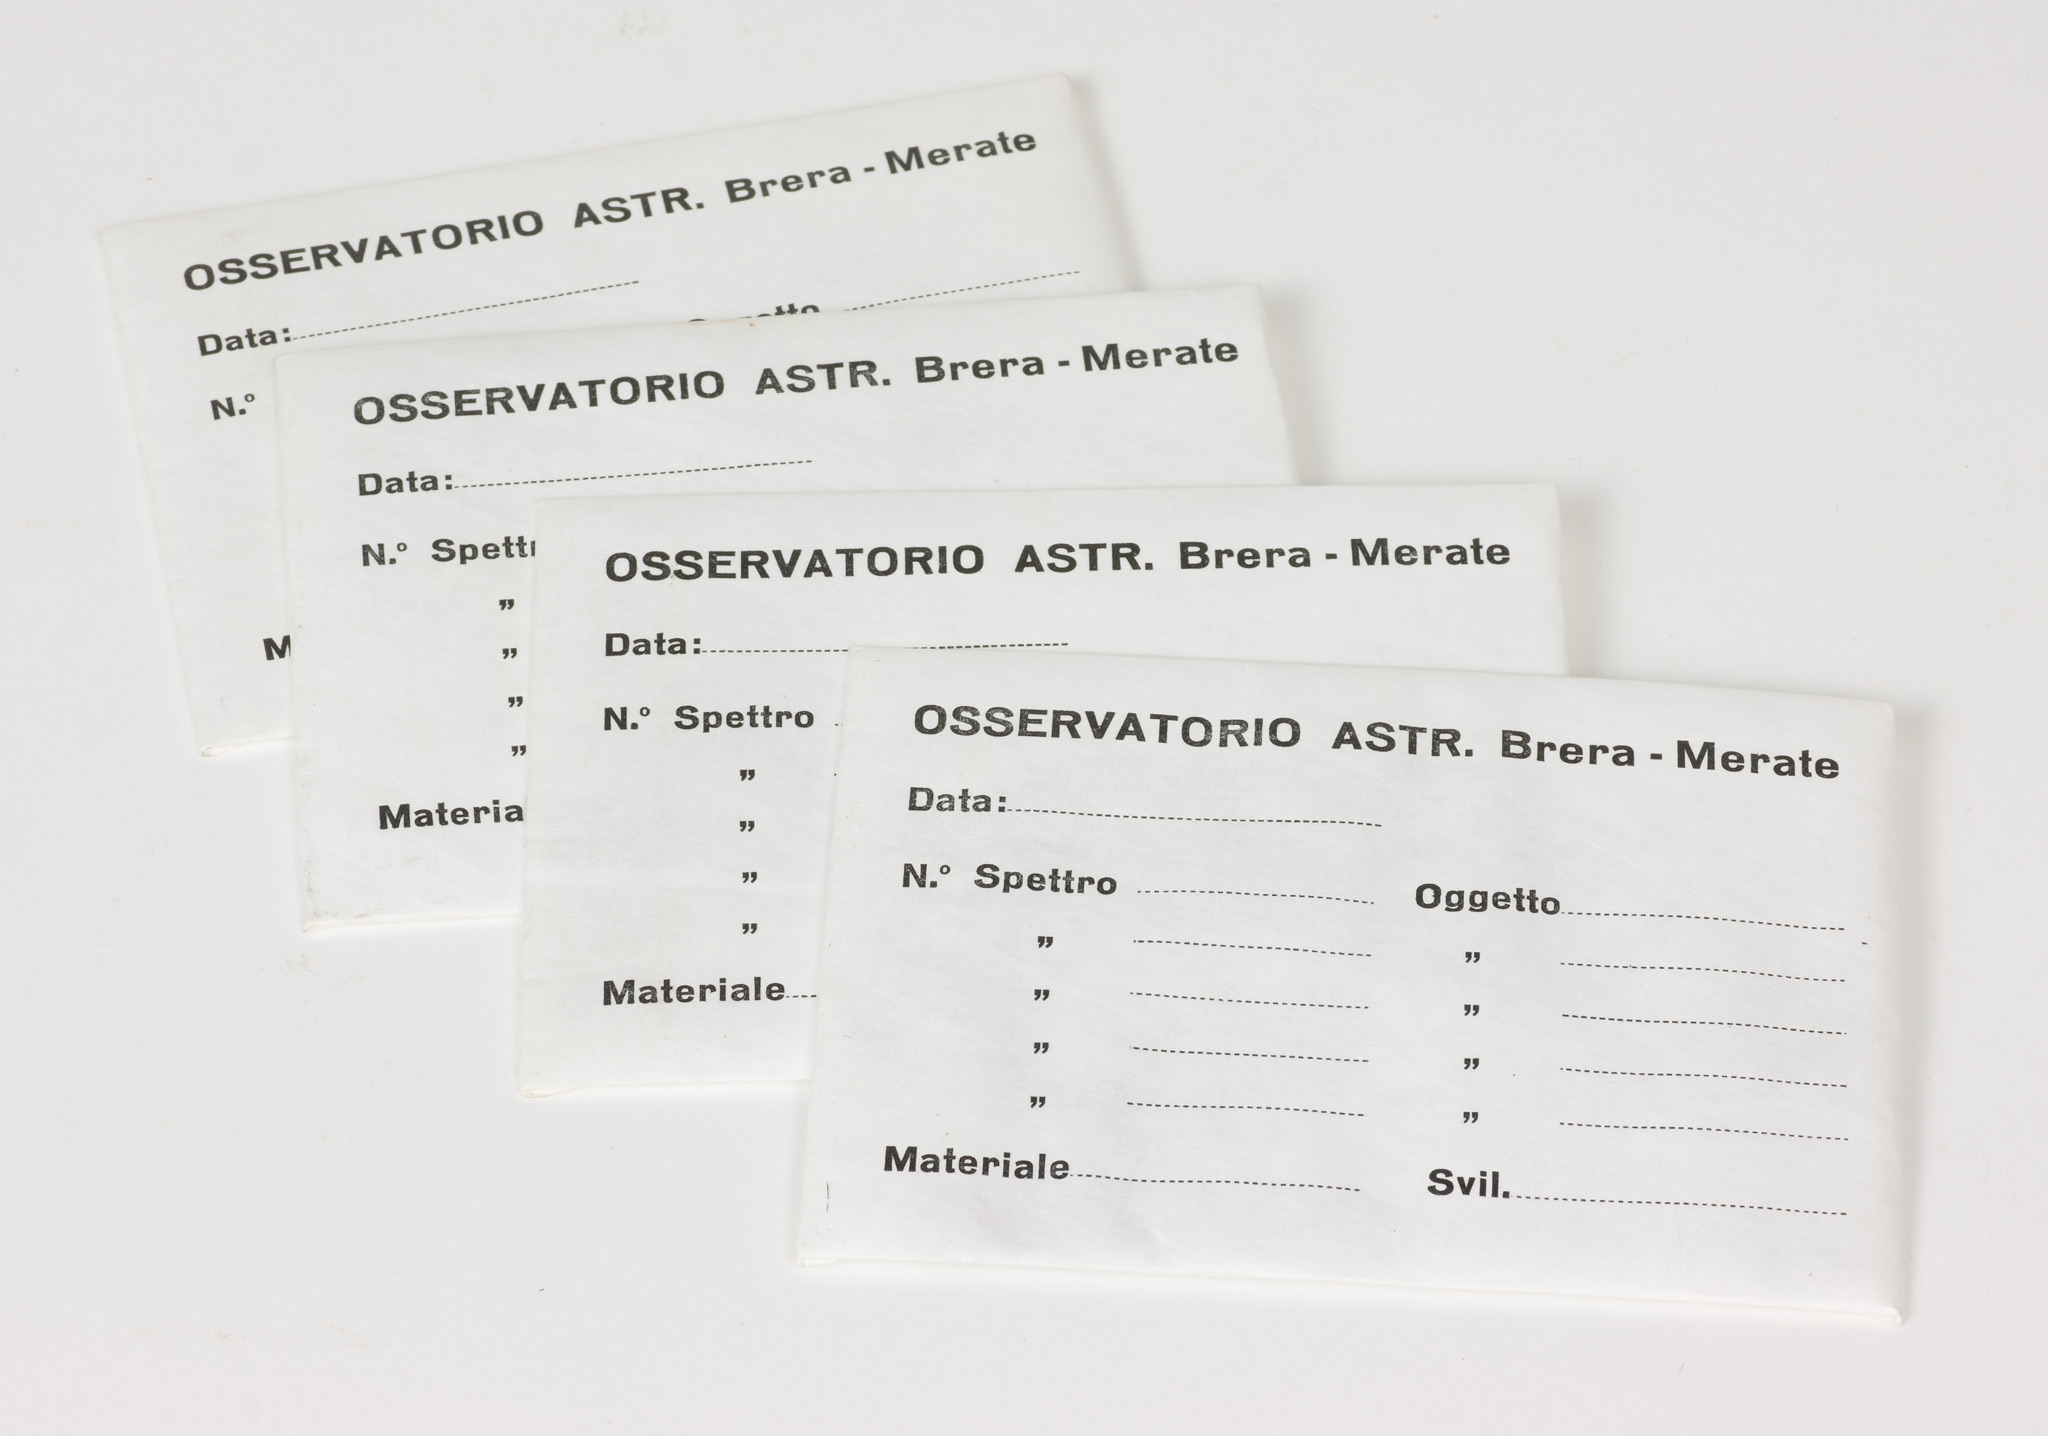 OSSERVATORIO ASTR. Brera - Merate
Data:
N.º
OSSERVATORIO ASTR. Brera - Merate
Data:
N.º Spettr
„
„
„
„
Materia
OSSERVATORIO ASTR. Brera - Merate
Data:
N.º Spettro
„
„
„
„
Materiale
OSSERVATORIO ASTR. Brera - Merate
Data:
N.º Spettro Oggetto
„ „
„ „
„ „
„ „
Materiale Svil.